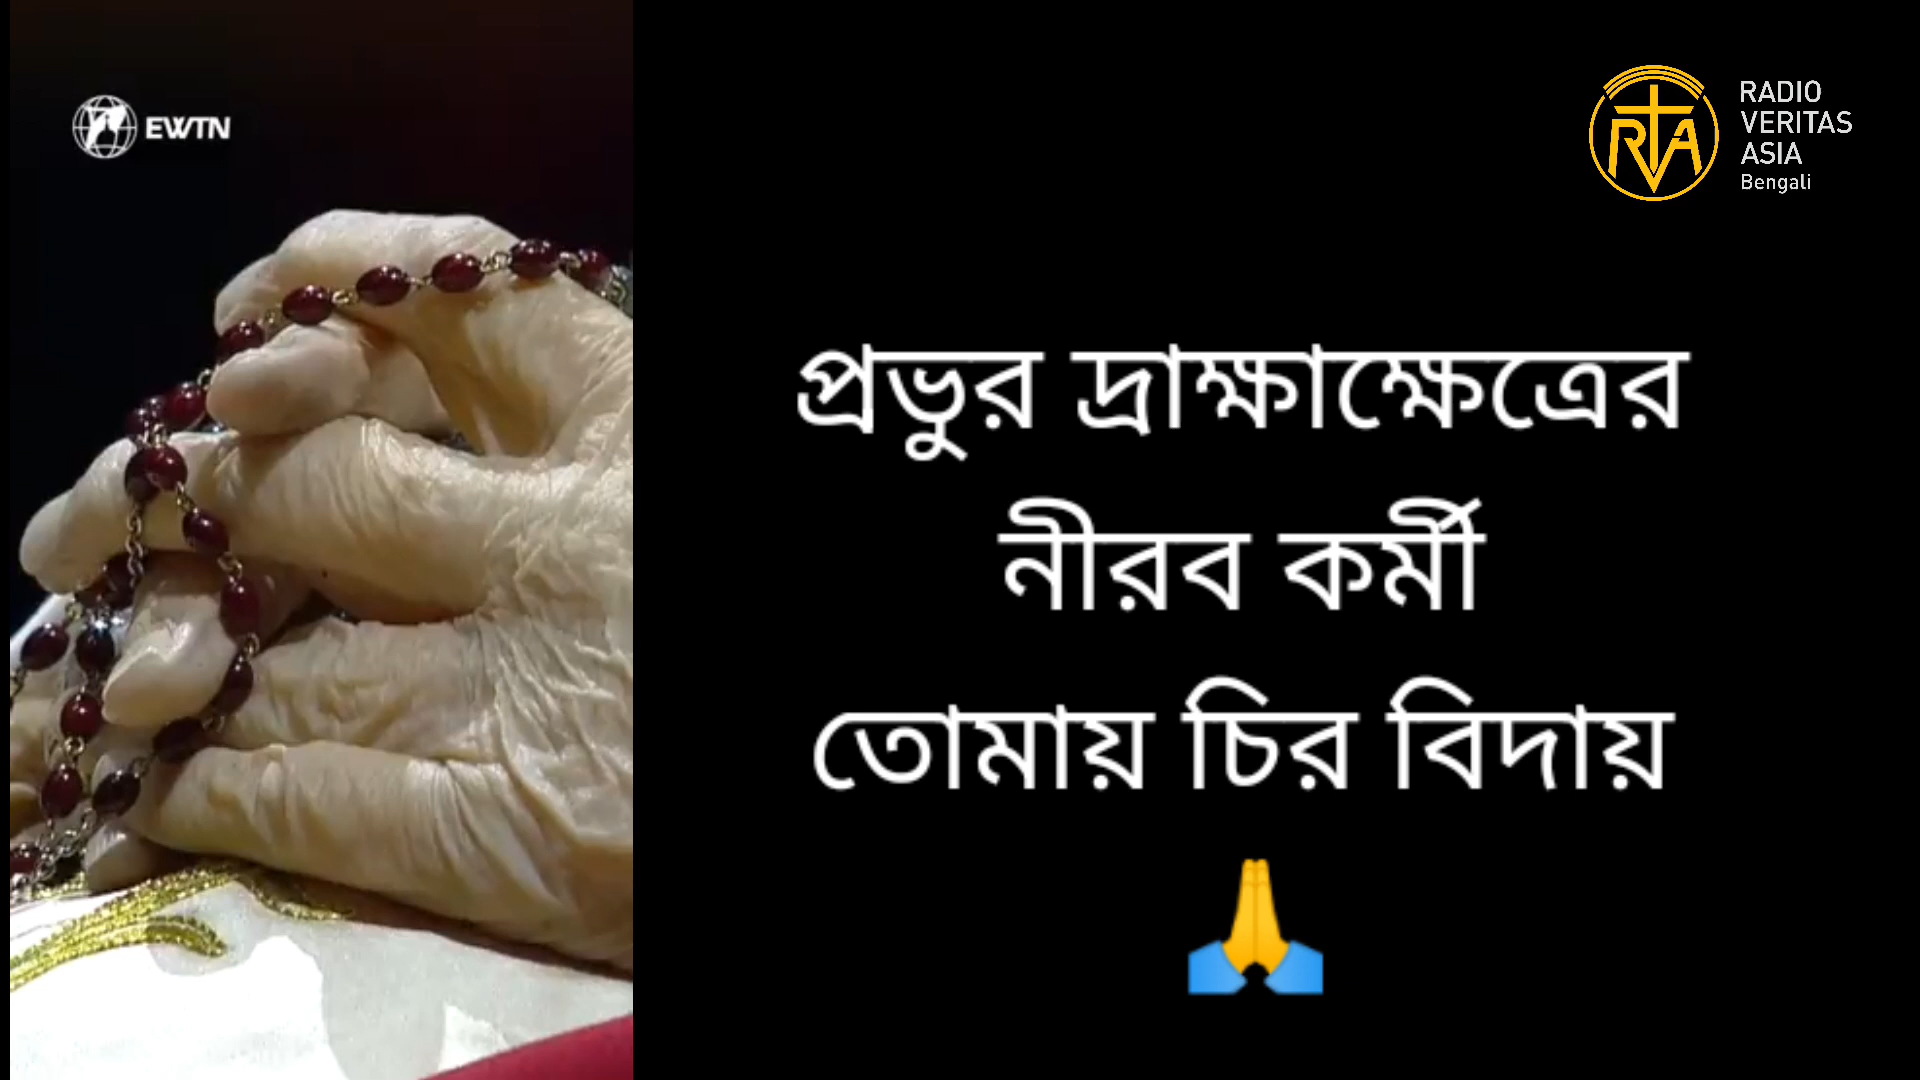 EWTN
RADIO
VERITAS
ASIA
Bengali
প্রভুর দ্রাক্ষাক্ষেত্রের
নীরব কর্মী
তোমায় চির বিদায়